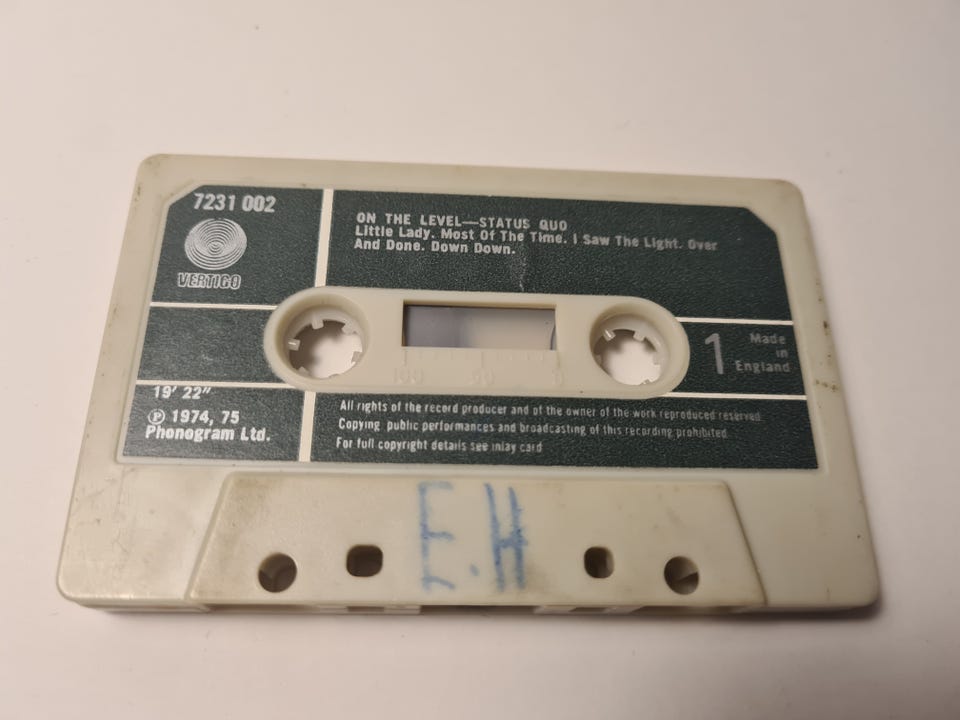 7231 002
VERTIGO
ON THE LEVEL—STATUS QUO
Little Lady. Most Of The Time. I Saw The Light. Over
And Done. Down Down.
100 50 0
1
Made
in
England
19' 22"
Ⓟ 1974, 75
Phonogram Ltd.
All rights of the record producer and of the owner of the work reproduced reserved
Copying, public performances and broadcasting of this recording prohibited
For full copyright details see inlay card
E.H